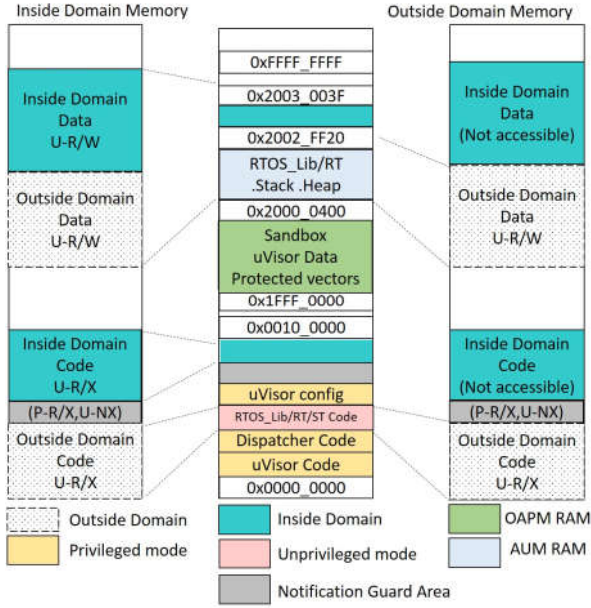 Inside Domain Memory
Outside Domain Memory
Inside Domain
Data
U-R/W
Outside Domain
Data
U-R/W
Inside Domain
Code
U-R/X
(P-R/X,U-NX)
Outside Domain
Code
U-R/X
0xFFFF_FFFF
0x2003_003F
0x2002_FF20
RTOS_Lib/RT
.Stack .Heap
0x2000_0400
Sandbox
uVisor Data
Protected vectors
0x1FFF_0000
0x0010_0000
uVisor config
RTOS_Lib/RT/ST Code
Dispatcher Code
uVisor Code
0x0000_0000
Inside Domain
Data
(Not accessible)
Outside Domain
Data
U-R/W
Inside Domain
Code
(Not accessible)
(P-R/X,U-NX)
Outside Domain
Code
U-R/X
Outside Domain
Inside Domain
OAPM RAM
Privileged mode
Unprivileged mode
AUM RAM
Notification Guard Area